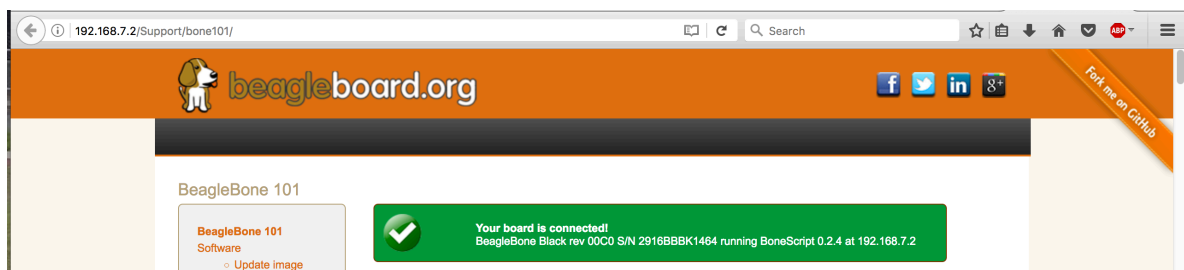 192.168.7.2/Support/bone101/
Search
ABP
beagleboard.org
f
in
g+
Fork me on GitHub
BeagleBone 101
BeagleBone 101
Software
Update image
Your board is connected!
BeagleBone Black rev 00C0 S/N 2916BBBK1464 running BoneScript 0.2.4 at 192.168.7.2